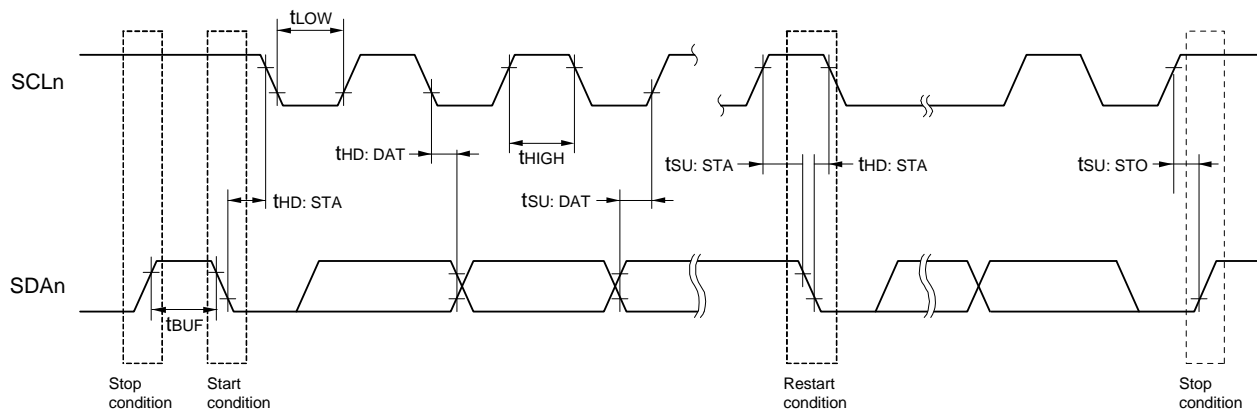 tLOW
SCLn
tHD: DAT
tHIGH
tSU: STA
tHD: STA
tSU: STO
tHD: STA
tSU: DAT
SDAn
tBUF
Stop
condition
Start
condition
Restart
condition
Stop
condition